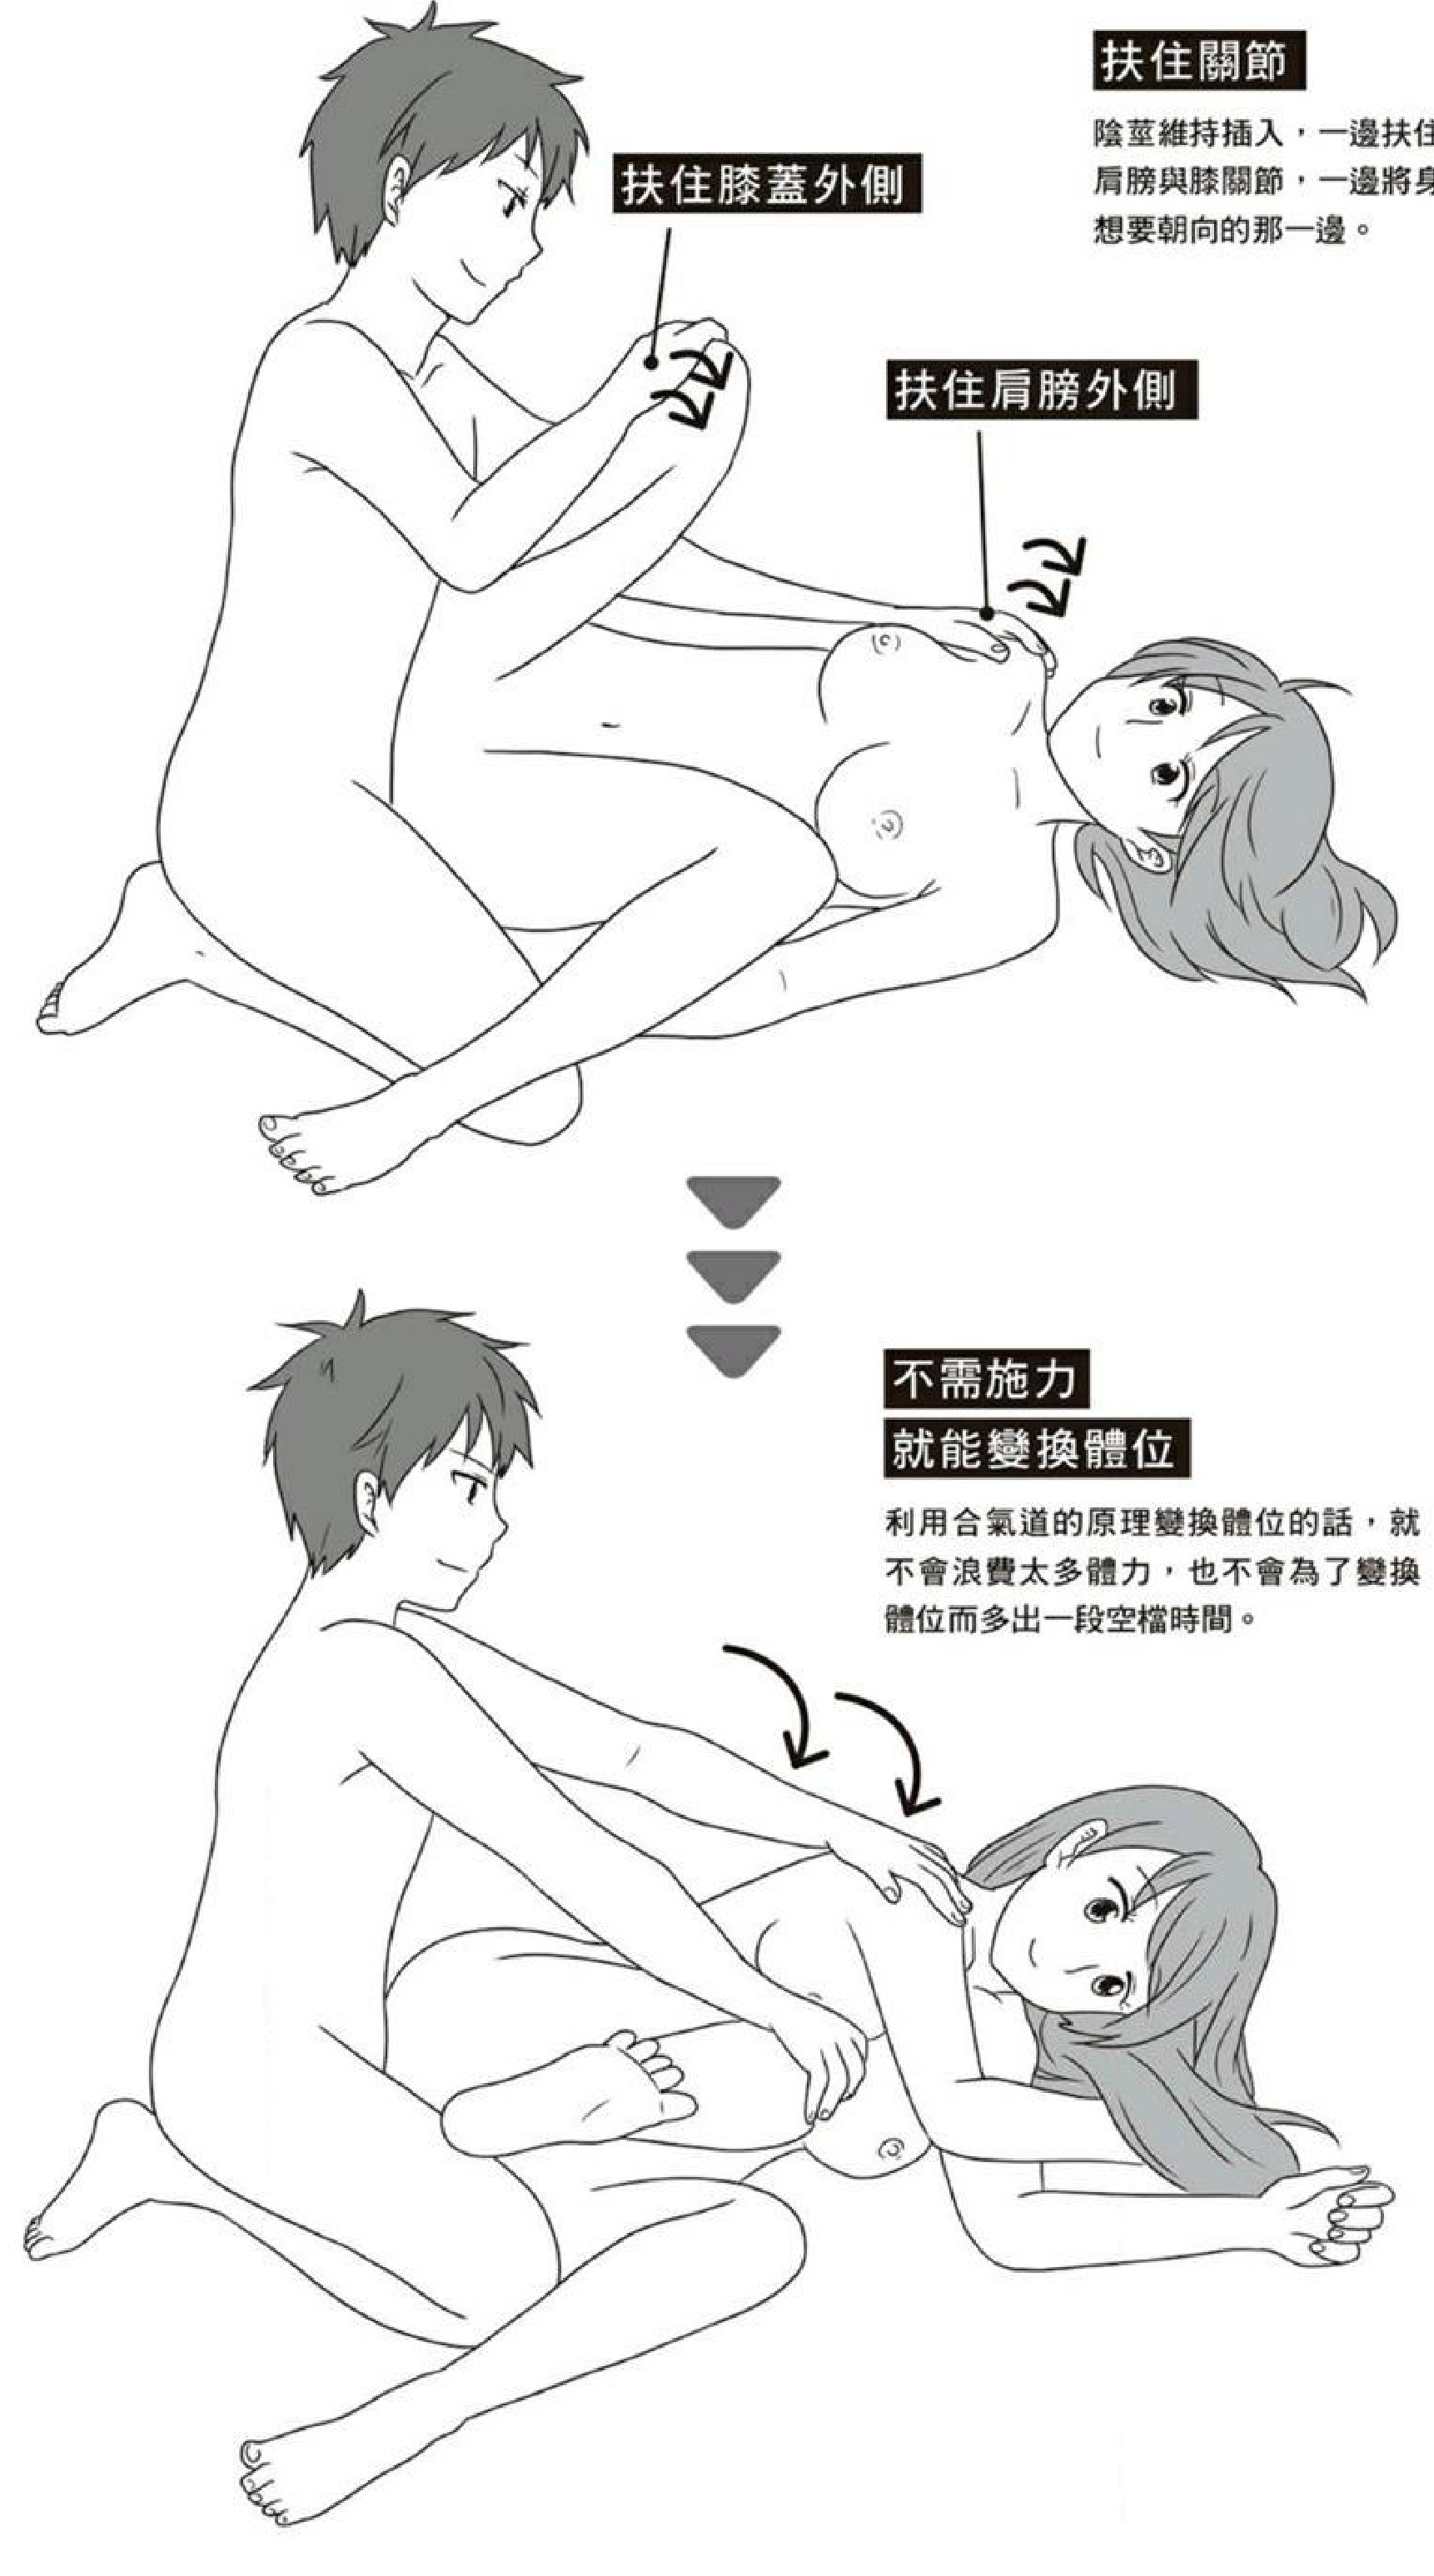 扶住關節
陰莖維持插入，一邊扶住
肩膀與膝關節，一邊將身
想要朝向的那一邊。
扶住膝蓋外側
扶住肩膀外側
不需施力
就能變換體位
利用合氣道的原理變換體位的話，就
不會浪費太多體力，也不會為了變換
體位而多出一段空檔時間。